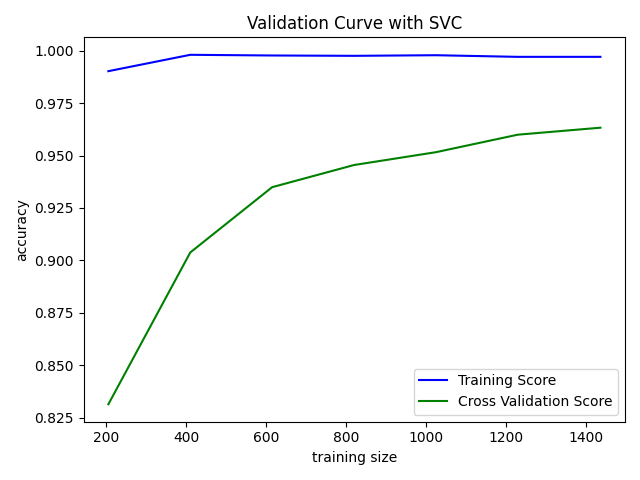 Validation Curve with SVC
1.000
0.975
0.950
0.925
0.900
0.875
0.850
0.825
accuracy
200 400 600 800 1000 1200 1400
training size
Training Score
Cross Validation Score